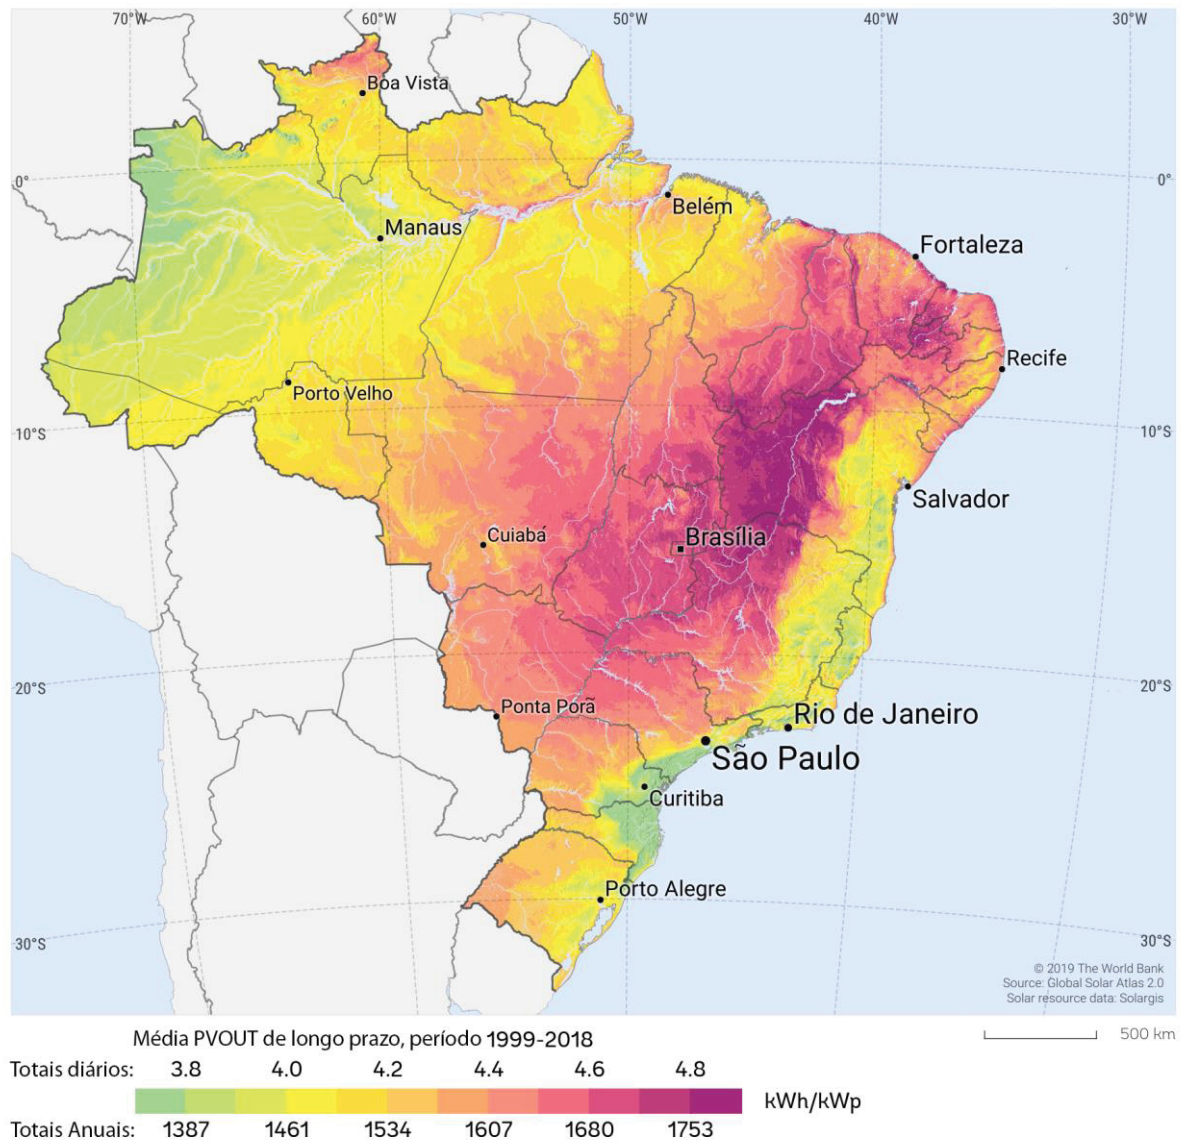 70°W 60°W 50°W 40°W 30°W
Boa Vista
0° 0°
Belém
Manaus
Fortaleza
Recife
Porto Velho
10°S 10°S
Salvador
Cuiabá
Brasília
20°S 20°S
Ponta Porã
Rio de Janeiro
São Paulo
Curitiba
Porto Alegre
30°S 30°S
© 2019 The World Bank
Source: Global Solar Atlas 2.0
Solar resource data: Solargis
Média PVOUT de longo prazo, período 1999-2018
500 km
Totais diários: 3.8 4.0 4.2 4.4 4.6 4.8
kWh/kWp
Totais Anuais: 1387 1461 1534 1607 1680 1753